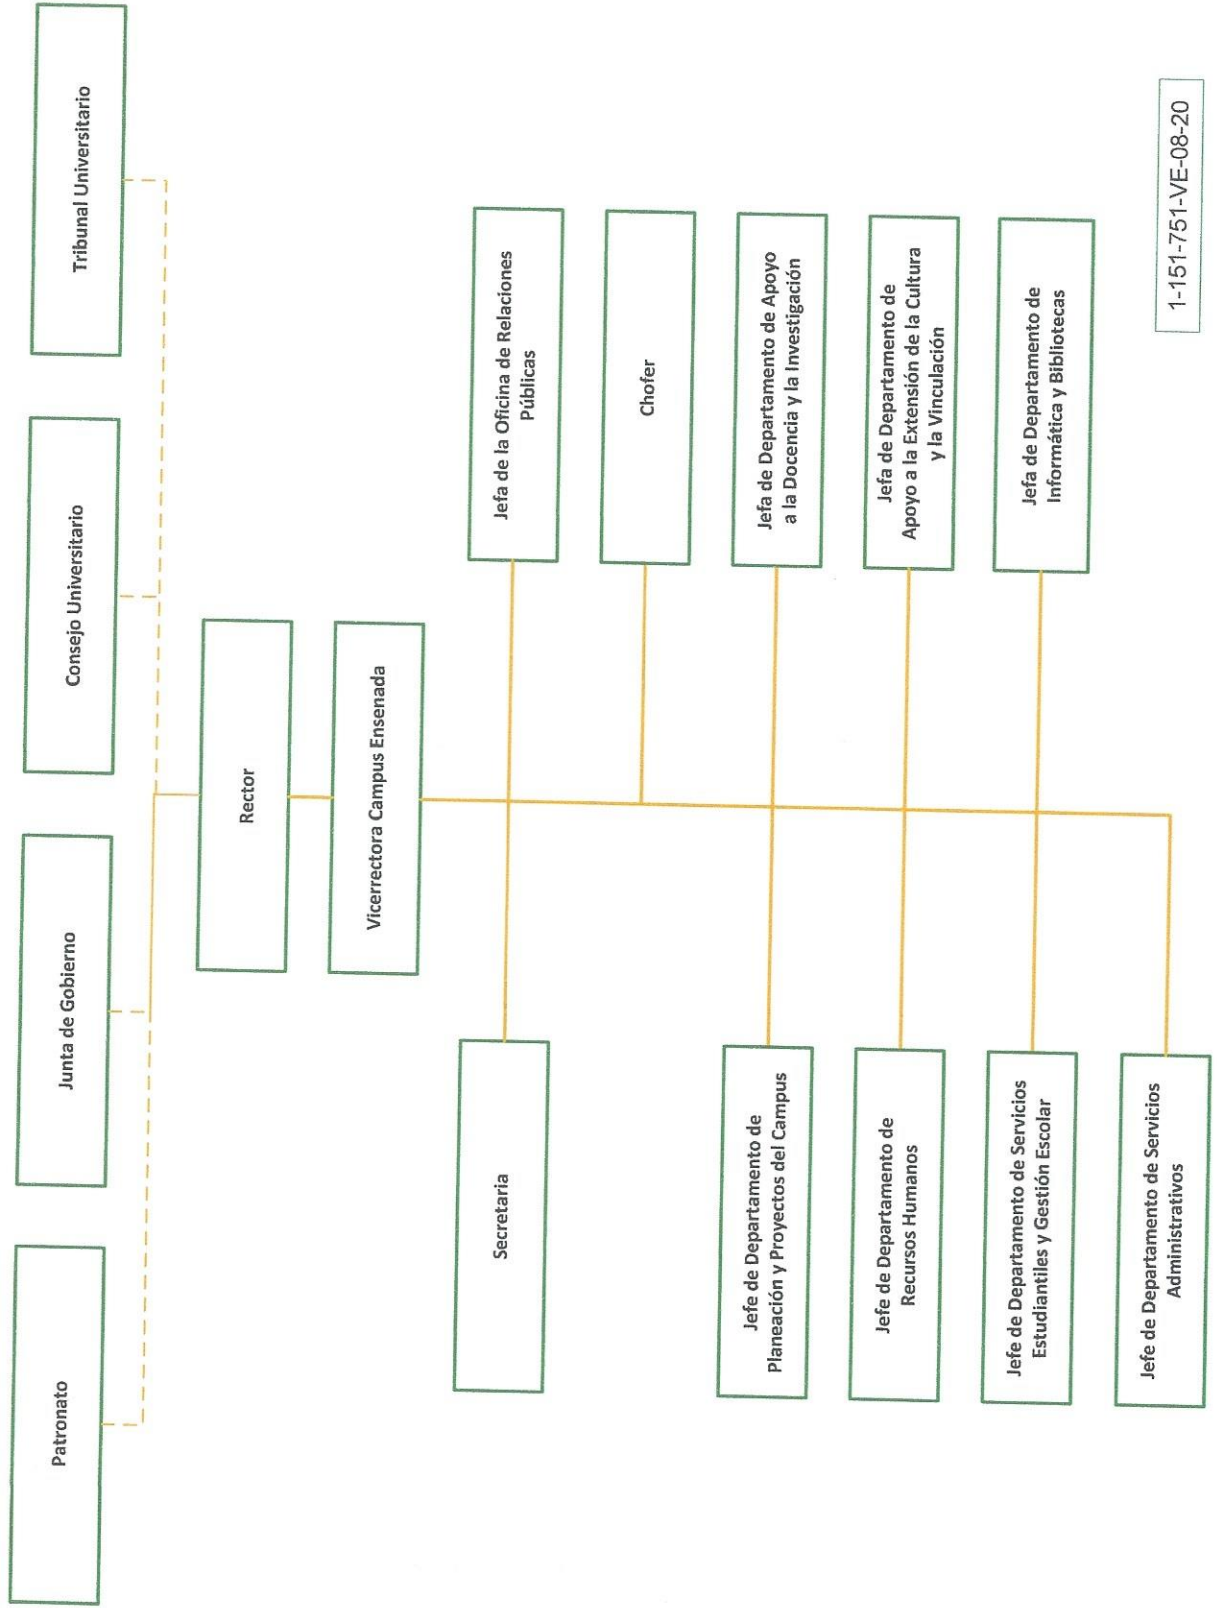 Patronato
Junta de Gobierno
Consejo Universitario
Tribunal Universitario
Rector
Vicerrectora Campus Ensenada
Secretaria
Jefa de la Oficina de Relaciones
Públicas
Chofer
Jefe de Departamento de
Planeación y Proyectos del Campus
Jefa de Departamento de Apoyo
a la Docencia y la Investigación
Jefe de Departamento de
Recursos Humanos
Jefa de Departamento de
Apoyo a la Extensión de la Cultura
y la Vinculación
Jefe de Departamento de Servicios
Estudiantiles y Gestión Escolar
Jefa de Departamento de
Informática y Bibliotecas
Jefe de Departamento de Servicios
Administrativos
1-151-751-VE-08-20